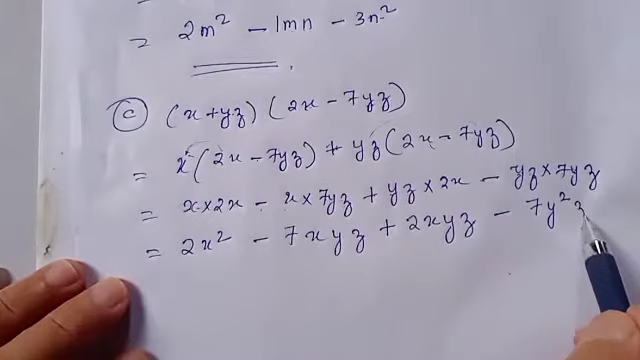 = 2m² - 1mn - 3n²
(c) (x+yz) (2x - 7yz)
= x(2x - 7yz) + yz(2x - 7yz)
= x×2x - x×7yz + yz×2x - yz×7yz
= 2x² - 7xyz + 2xyz - 7y²z